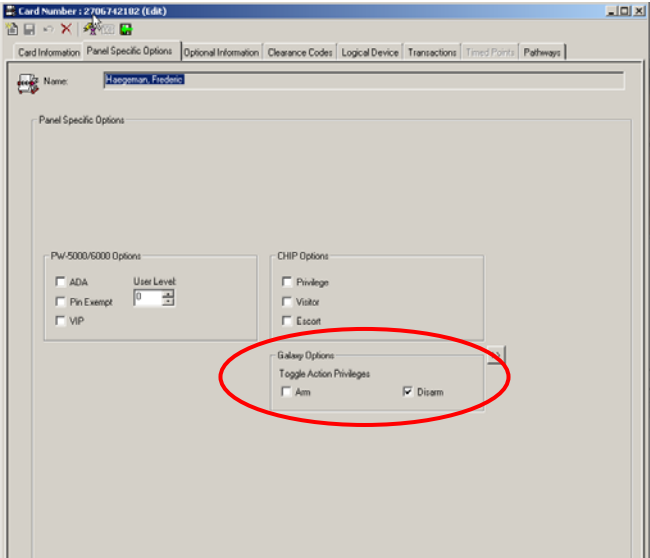 Card Number : 2706742182 (Edit)
Card Information Panel Specific Options Optional Information Clearance Codes Logical Device Transactions Timed Points Pathways
Name: Haegeman, Frederic
Panel Specific Options
PW-5000/6000 Options CHIP Options
ADA User Level: Privilege
Pin Exempt 0 Visitor
VIP Escort
Galaxy Options >>
Toggle Action Privileges
Arm Disarm